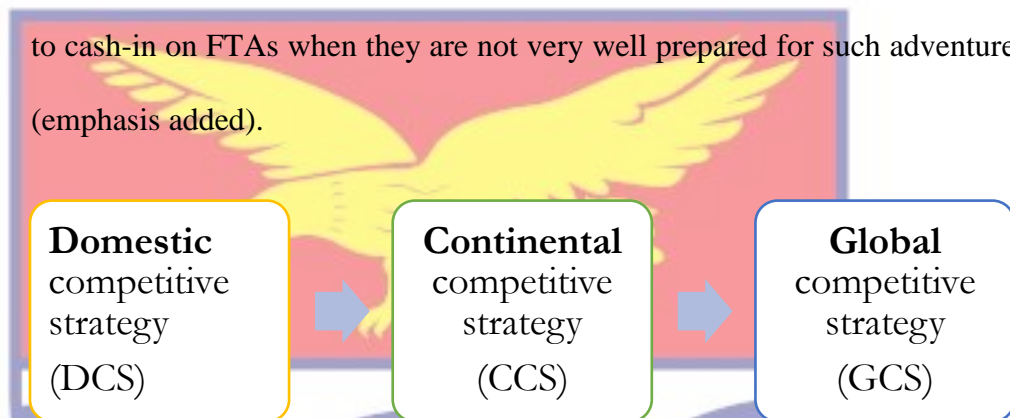 to cash-in on FTAs when they are not very well prepared for such adventure
(emphasis added).
Domestic
competitive
strategy
(DCS)
Continental
competitive
strategy
(CCS)
Global
competitive
strategy
(GCS)